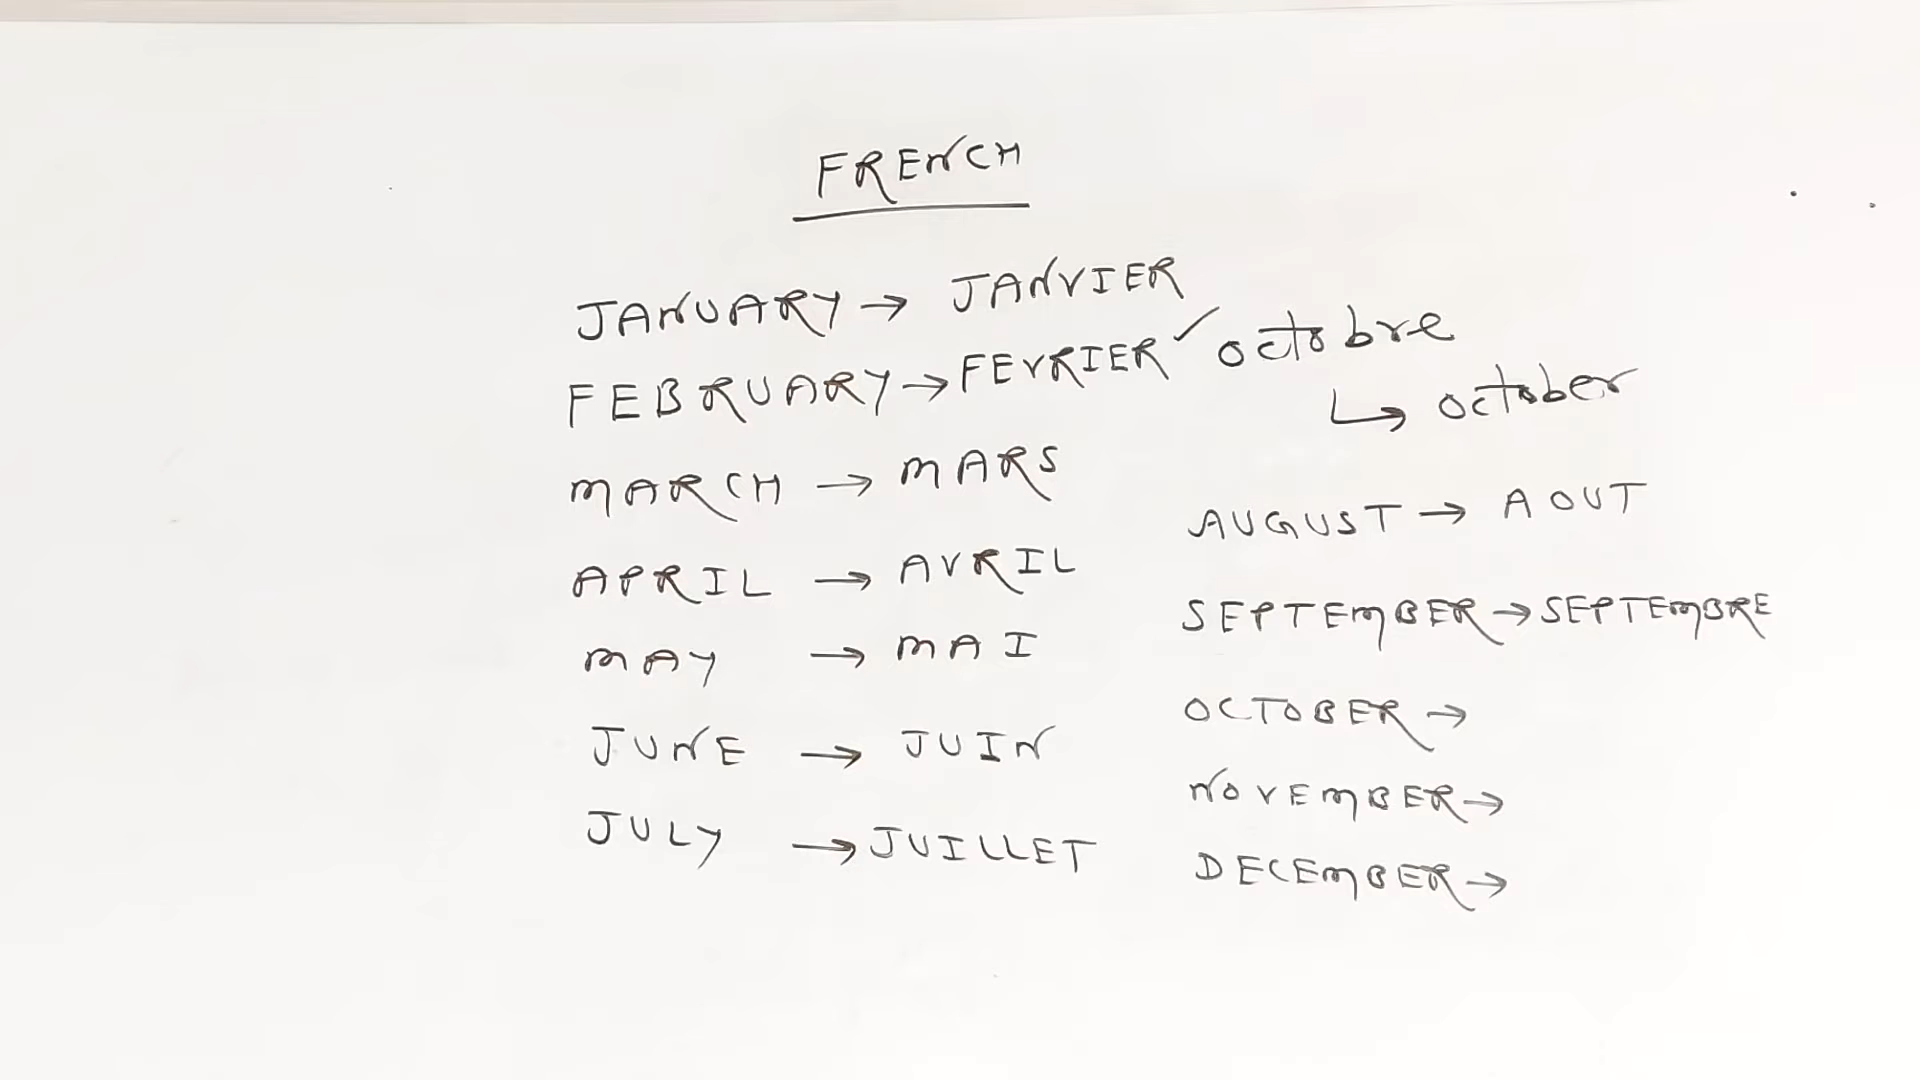 FRENCH
JANUARY → JANVIER
FEBRUARY → FEVRIER ✓
MARCH → MARS
APRIL → AVRIL
MAY → MAI
JUNE → JUIN
JULY → JUILLET
octobre
↳ october
AUGUST → AOUT
SEPTEMBER → SEPTEMBRE
OCTOBER →
NOVEMBER →
DECEMBER →